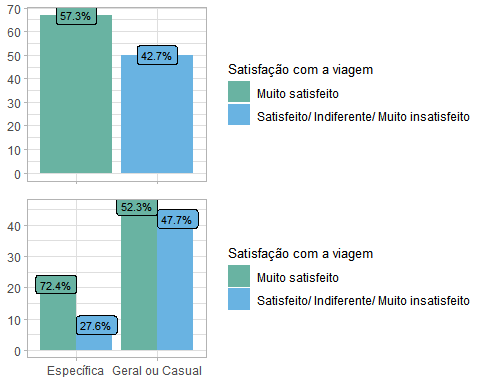 70
60
50
40
30
20
10
0
57.3%
42.7%
Satisfação com a viagem
Muito satisfeito
Satisfeito/ Indiferente/ Muito insatisfeito
40
30
20
10
0
72.4%
27.6%
52.3%
47.7%
Específica
Geral ou Casual
Satisfação com a viagem
Muito satisfeito
Satisfeito/ Indiferente/ Muito insatisfeito